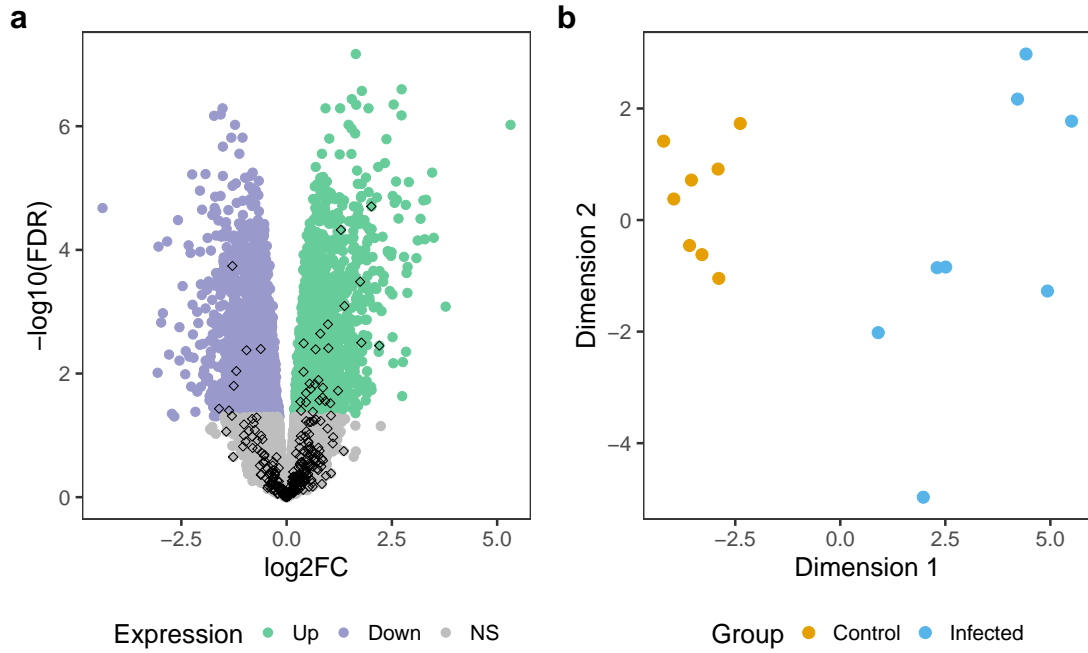 a
−log10(FDR)
6
4
2
0
−2.5
0.0
2.5
5.0
log2FC
Expression
Up
Down
NS
b
Dimension 2
2
0
−2
−4
−2.5
0.0
2.5
5.0
Dimension 1
Group
Control
Infected